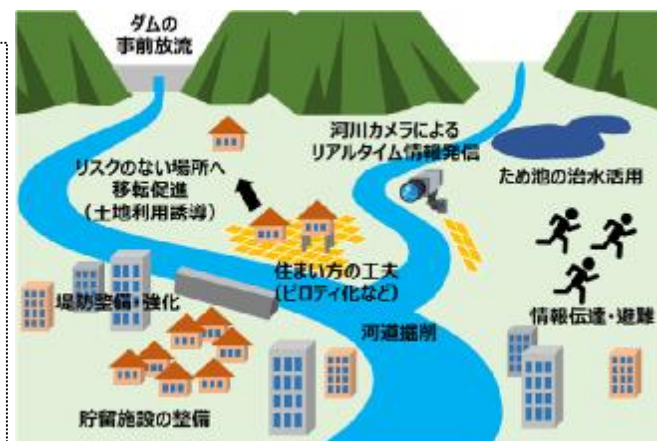 ダムの
事前放流
河川カメラによる
リアルタイム情報発信
リスクのない場所へ
移転促進
（土地利用誘導）
ため池の治水活用
住まい方の工夫
（ピロティ化など）
堤防整備・強化
情報伝達・避難
河道掘削
貯留施設の整備